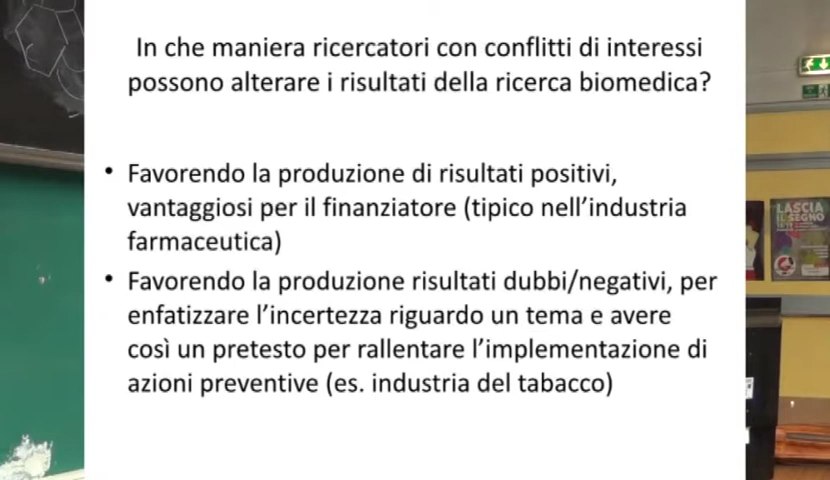 In che maniera ricercatori con conflitti di interessi
possono alterare i risultati della ricerca biomedica?
• Favorendo la produzione di risultati positivi,
vantaggiosi per il finanziatore (tipico nell'industria
farmaceutica)
• Favorendo la produzione risultati dubbi/negativi, per
enfatizzare l'incertezza riguardo un tema e avere
così un pretesto per rallentare l'implementazione di
azioni preventive (es. industria del tabacco)
LASCIA
IL SEGNO